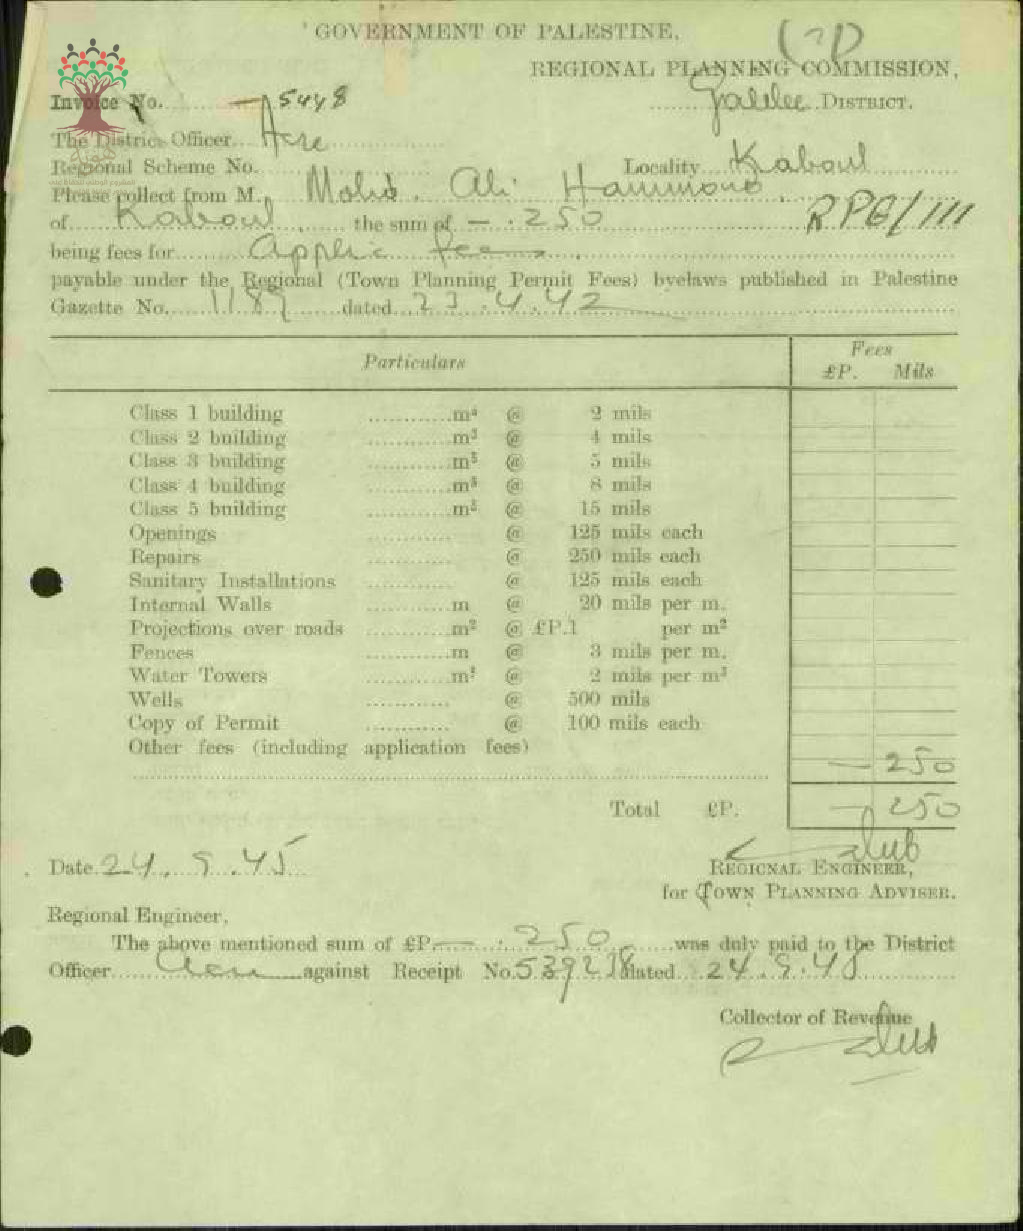 GOVERNMENT OF PALESTINE.
REGIONAL PLANNING COMMISSION,
Invoice No. 5448
Galilee DISTRICT.
The District Officer Acre
Regional Scheme No. Locality Kaboul
Please collect from M. Mohd. Ali Hammoud
of Kaboul the sum of — . 250
RPG/111
being fees for Applic fees
payable under the Regional (Town Planning Permit Fees) byelaws published in Palestine
Gazette No. 1189 dated 23.4.42
Particulars
Fees
£P. Mils
Class 1 building m³ @ 2 mils
Class 2 building m³ @ 4 mils
Class 3 building m³ @ 5 mils
Class 4 building m³ @ 8 mils
Class 5 building m³ @ 15 mils
Openings @ 125 mils each
Repairs @ 250 mils each
Sanitary Installations @ 125 mils each
Internal Walls m @ 20 mils per m.
Projections over roads m² @ £P.1 per m²
Fences m @ 3 mils per m.
Water Towers m³ @ 2 mils per m³
Wells @ 500 mils
Copy of Permit @ 100 mils each
Other fees (including application fees)
— 250
Total £P. — 250
Date 24.9.45
REGIONAL ENGINEER,
for TOWN PLANNING ADVISER.
Regional Engineer,
The above mentioned sum of £P. — . 250 was duly paid to the District
Officer Acre against Receipt No. dated 24.9.45
Collector of Revenue